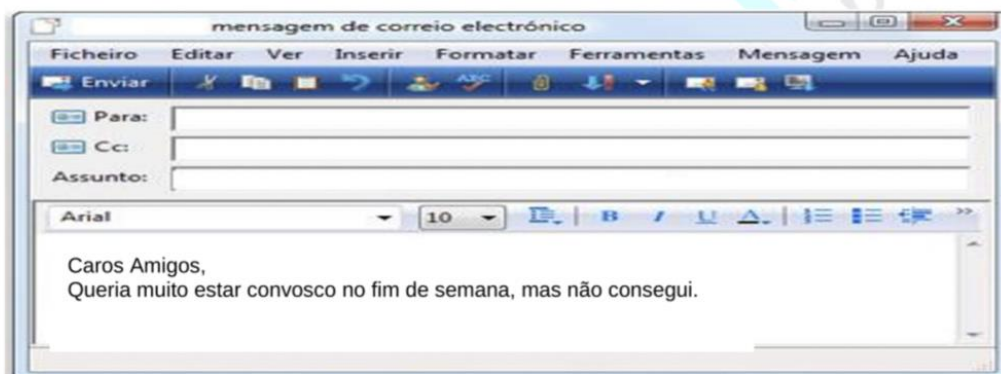 mensagem de correio electrónico
Ficheiro Editar Ver Inserir Formatar Ferramentas Mensagem Ajuda
Enviar ABC
Para:
Cc:
Assunto:
Arial 10 B I U A
Caros Amigos,
Queria muito estar convosco no fim de semana, mas não consegui.